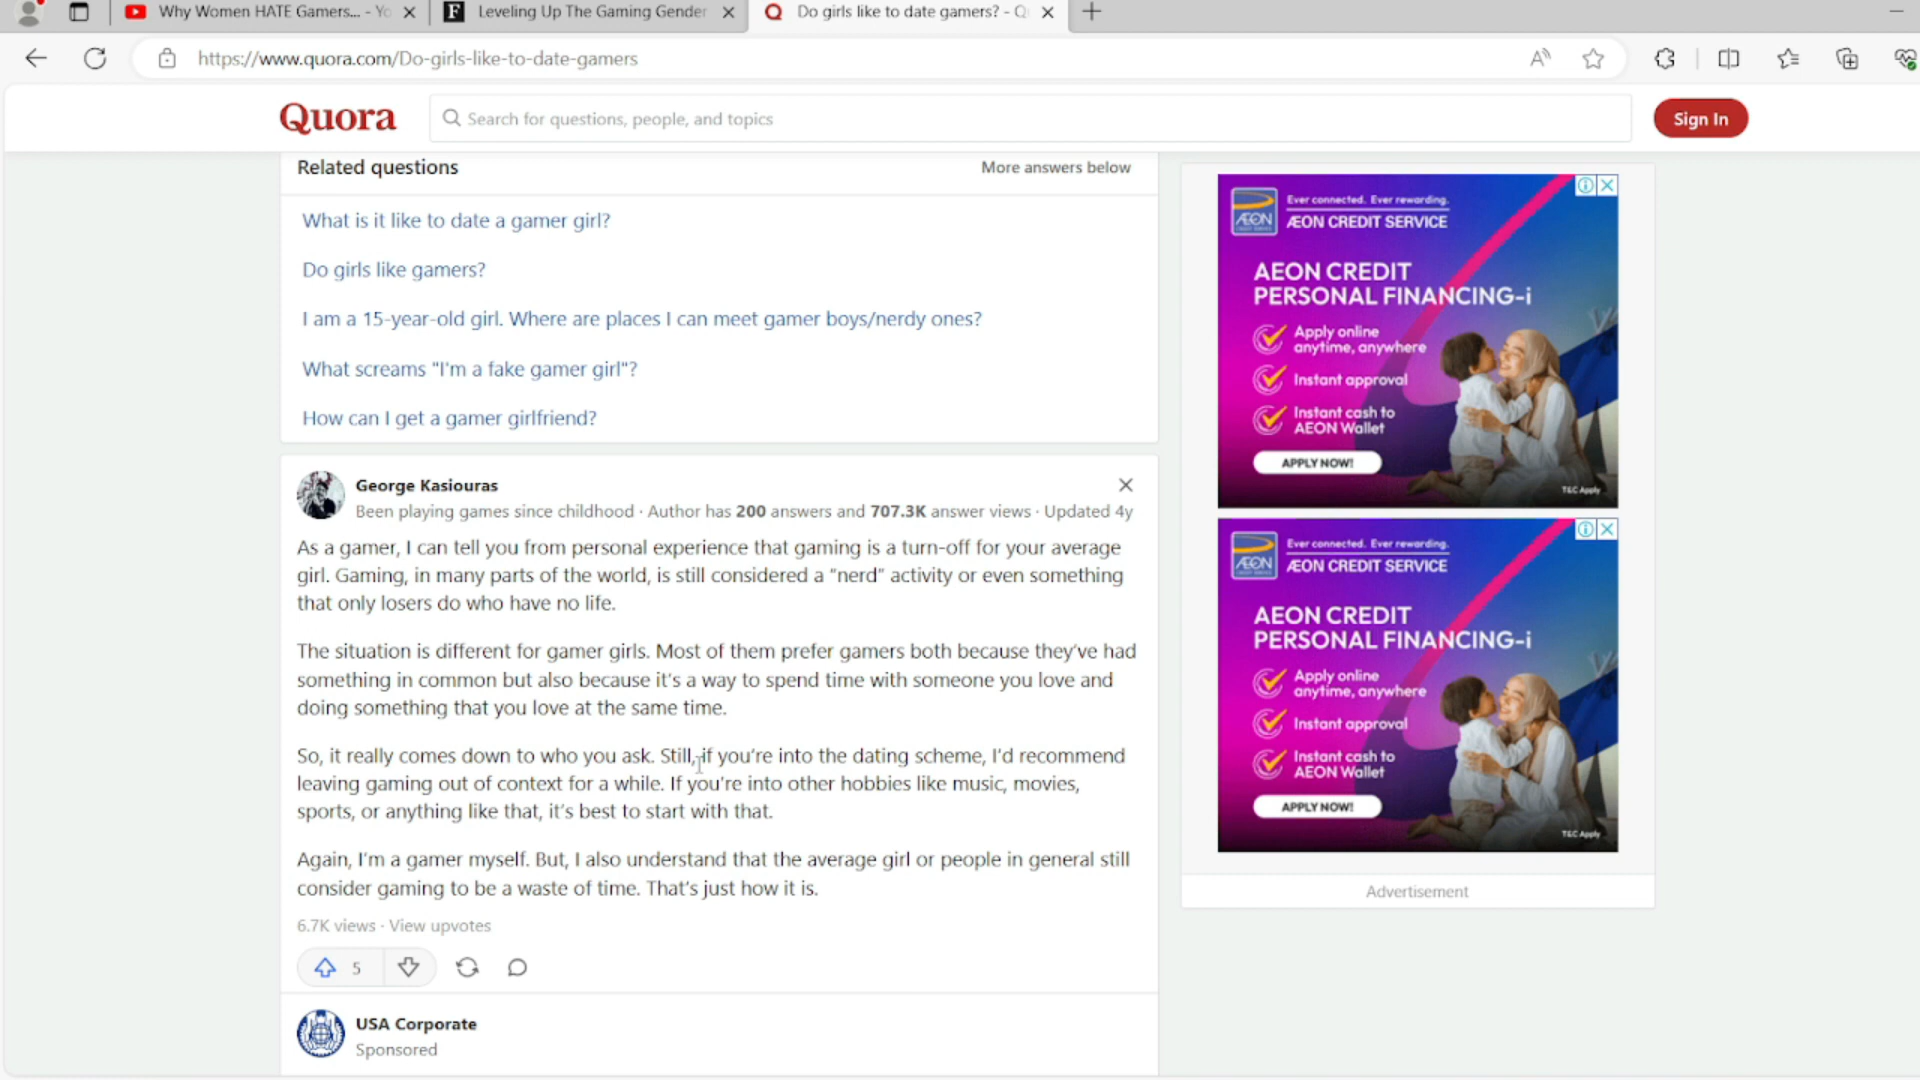 Why Women HATE Gamers... - Yo
Leveling Up The Gaming Gender
Do girls like to date gamers? - Q
https://www.quora.com/Do-girls-like-to-date-gamers
Quora
Search for questions, people, and topics
Sign In
Related questions
More answers below
What is it like to date a gamer girl?
Do girls like gamers?
I am a 15-year-old girl. Where are places I can meet gamer boys/nerdy ones?
What screams "I'm a fake gamer girl"?
How can I get a gamer girlfriend?
George Kasiouras
Been playing games since childhood · Author has 200 answers and 707.3K answer views · Updated 4y
As a gamer, I can tell you from personal experience that gaming is a turn-off for your average
girl. Gaming, in many parts of the world, is still considered a “nerd” activity or even something
that only losers do who have no life.
The situation is different for gamer girls. Most of them prefer gamers both because they’ve had
something in common but also because it’s a way to spend time with someone you love and
doing something that you love at the same time.
So, it really comes down to who you ask. Still, if you’re into the dating scheme, I’d recommend
leaving gaming out of context for a while. If you’re into other hobbies like music, movies,
sports, or anything like that, it’s best to start with that.
Again, I’m a gamer myself. But, I also understand that the average girl or people in general still
consider gaming to be a waste of time. That’s just how it is.
6.7K views · View upvotes
5
USA Corporate
Sponsored
ÆON
Ever connected. Ever rewarding.
ÆON CREDIT SERVICE
AEON CREDIT
PERSONAL FINANCING-i
Apply online
anytime, anywhere
Instant approval
Instant cash to
AEON Wallet
APPLY NOW!
T&C Apply
ÆON
Ever connected. Ever rewarding.
ÆON CREDIT SERVICE
AEON CREDIT
PERSONAL FINANCING-i
Apply online
anytime, anywhere
Instant approval
Instant cash to
AEON Wallet
APPLY NOW!
T&C Apply
Advertisement